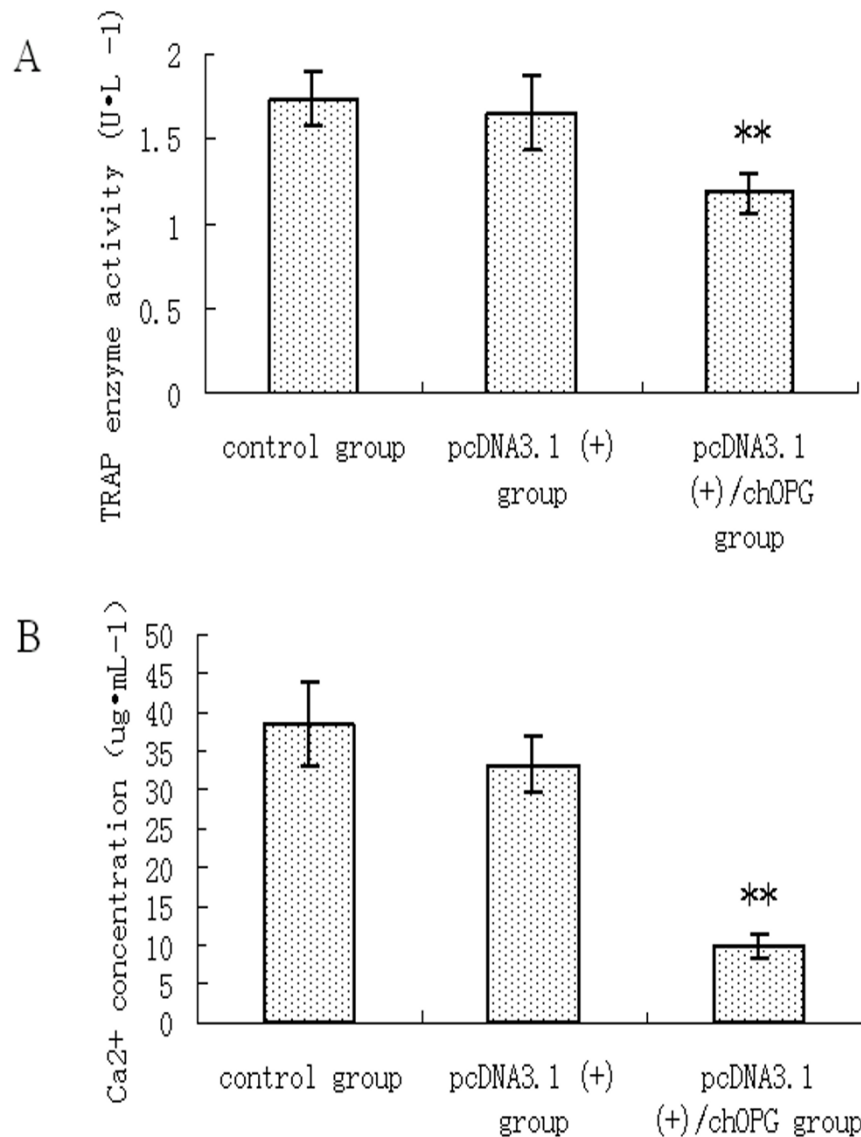 A
TRAP enzyme activity (U•L -1)
2
1.5
1
0.5
0
**
control group
pcDNA3.1 (+)
group
pcDNA3.1
(+)/chOPG
group
B
Ca2+ concentration (ug•mL-1)
50
45
40
35
30
25
20
15
10
5
0
**
control group
pcDNA3.1 (+)
group
pcDNA3.1
(+)/chOPG group